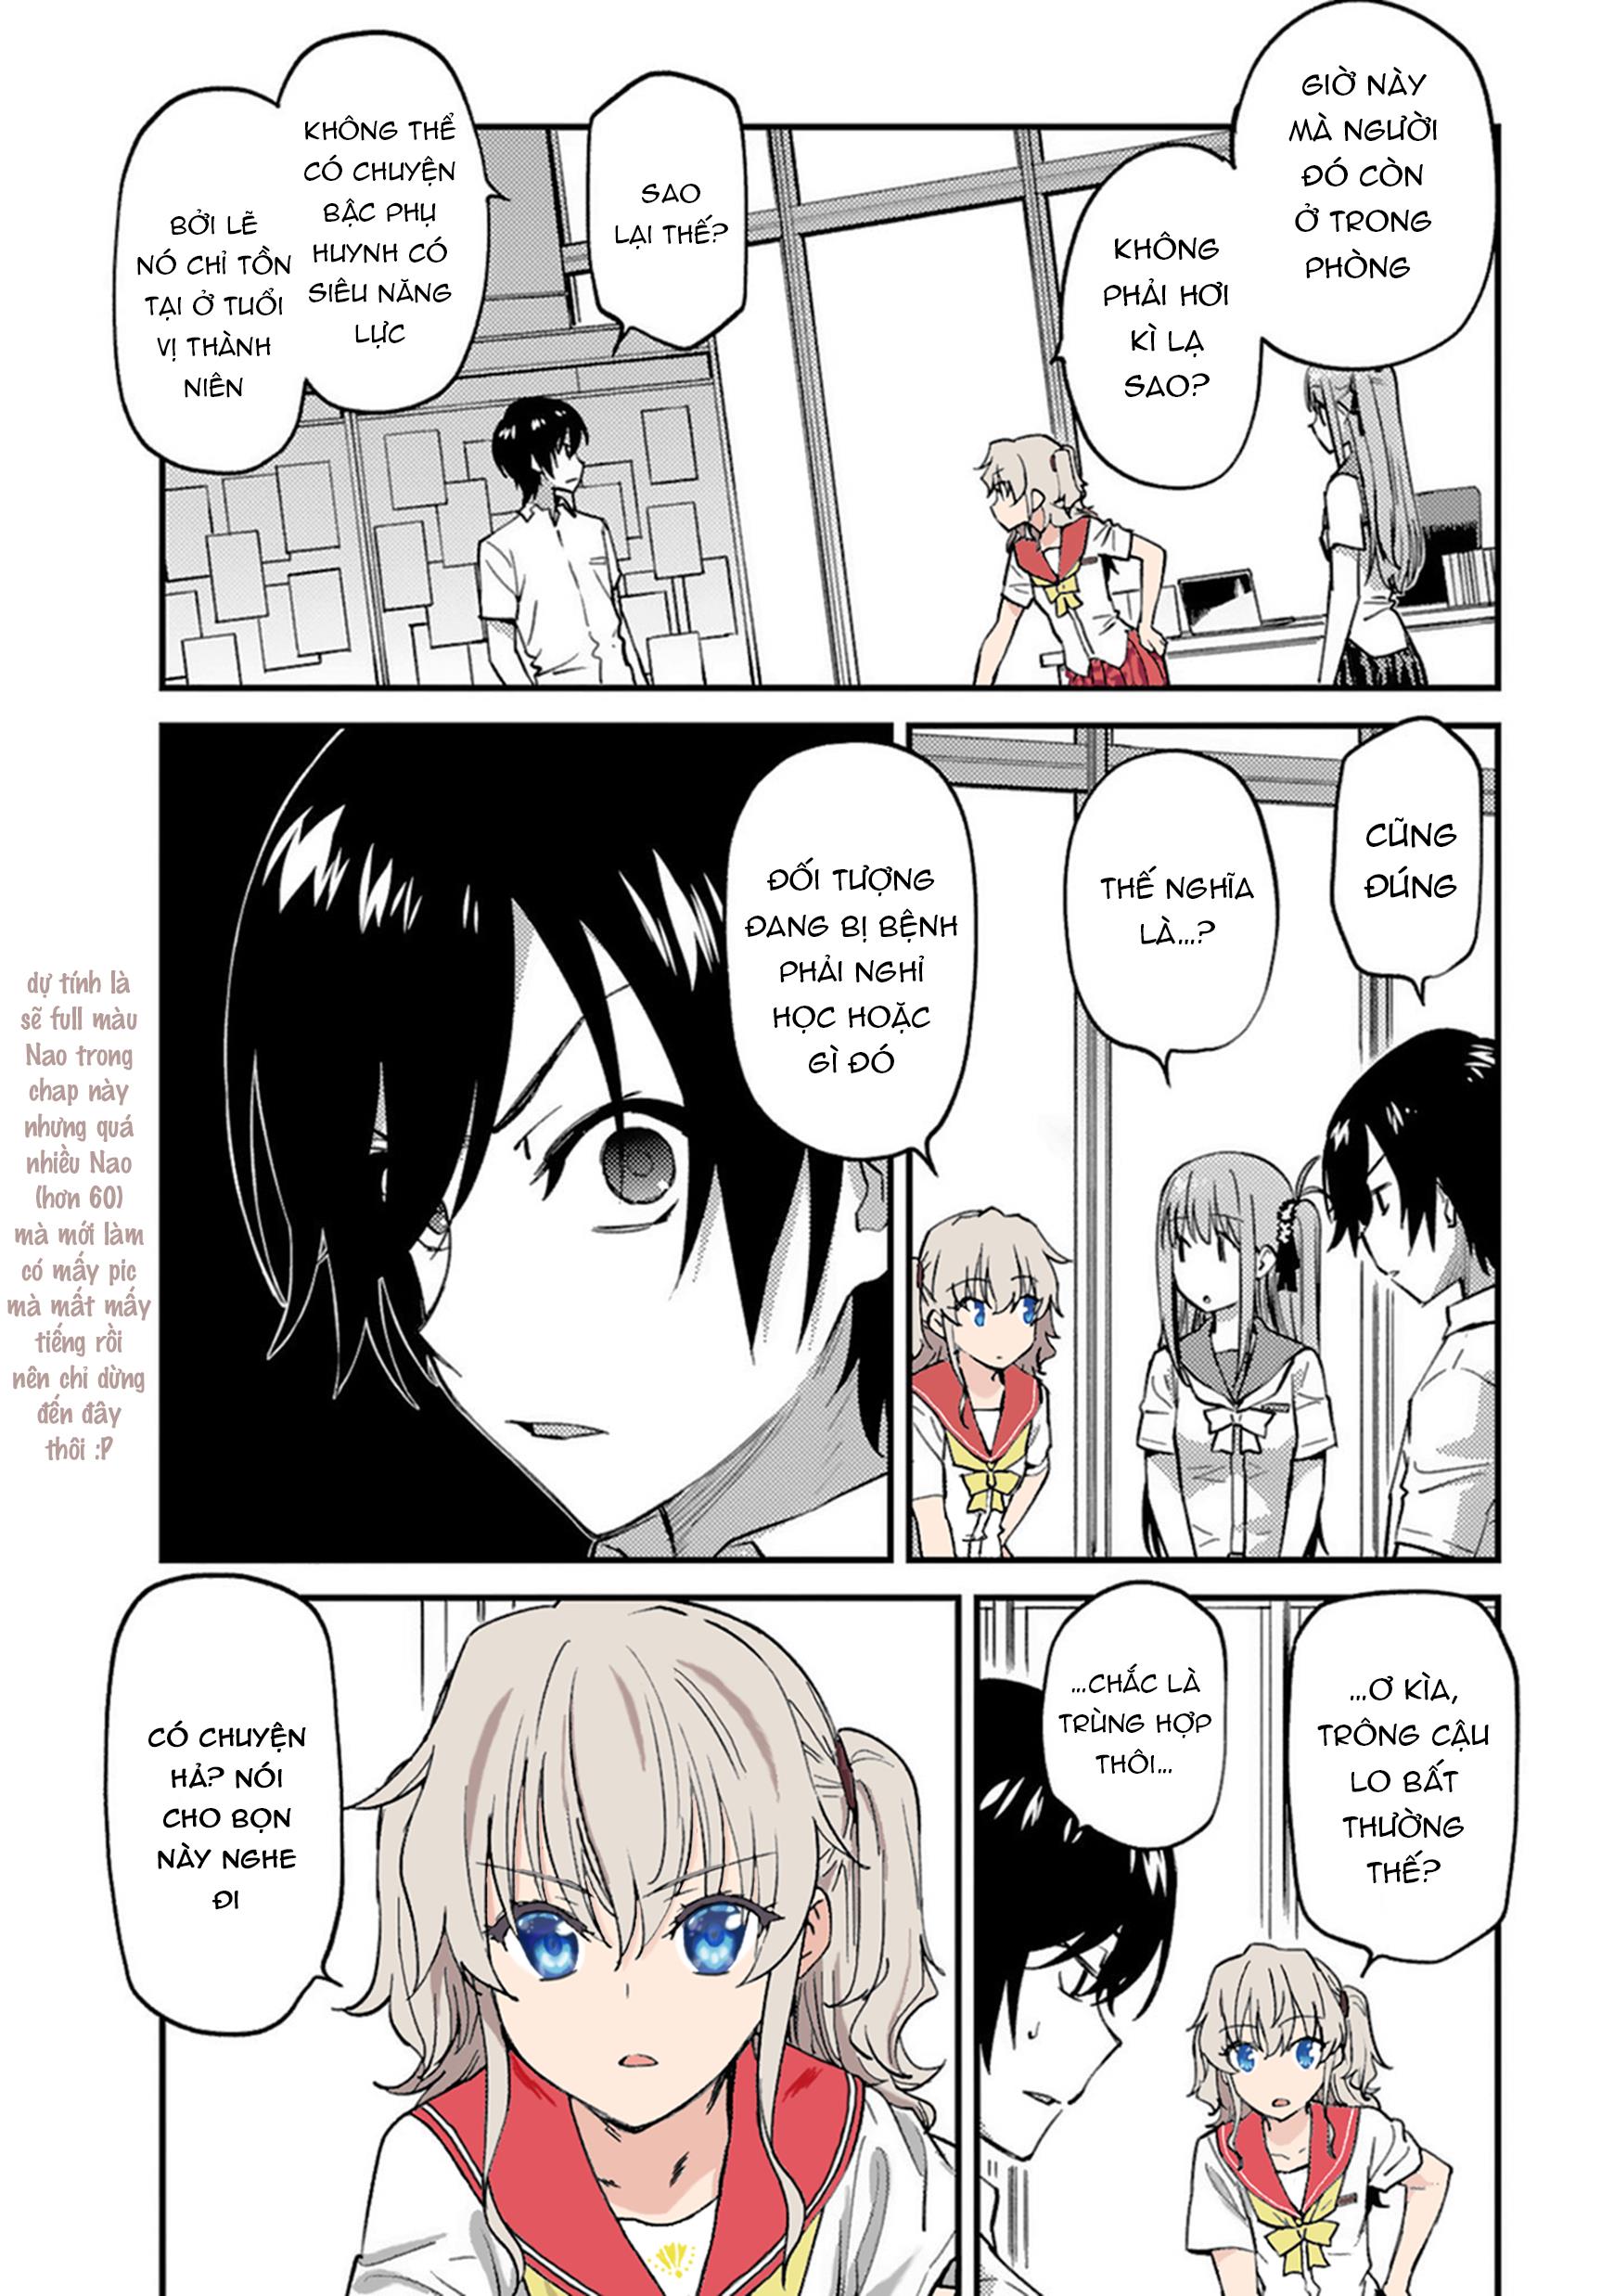 GIỜ NÀY
MÀ NGƯỜI
ĐÓ CÒN
Ở TRONG
PHÒNG
KHÔNG
PHẢI HƠI
KÌ LẠ
SAO?
SAO
LẠI THẾ?
KHÔNG THỂ
CÓ CHUYỆN
BẬC PHỤ
HUYNH CÓ
SIÊU NĂNG
LỰC
BỞI LẼ
NÓ CHỈ TỒN
TẠI Ở TUỔI
VỊ THÀNH
NIÊN
CŨNG
ĐÚNG
THẾ NGHĨA
LÀ...?
ĐỐI TƯỢNG
ĐANG BỊ BỆNH
PHẢI NGHỈ
HỌC HOẶC
GÌ ĐÓ
dự tính là
sẽ full màu
Nao trong
chap này
nhưng quá
nhiều Nao
(hơn 60)
mà mới làm
có mấy pic
mà mất mấy
tiếng rồi
nên chỉ dừng
đến đây
thôi :P
...Ơ KÌA,
TRÔNG CẬU
LO BẤT
THƯỜNG
THẾ?
...CHẮC LÀ
TRÙNG HỢP
THÔI...
CÓ CHUYỆN
HẢ? NÓI
CHO BỌN
NÀY NGHE
ĐI